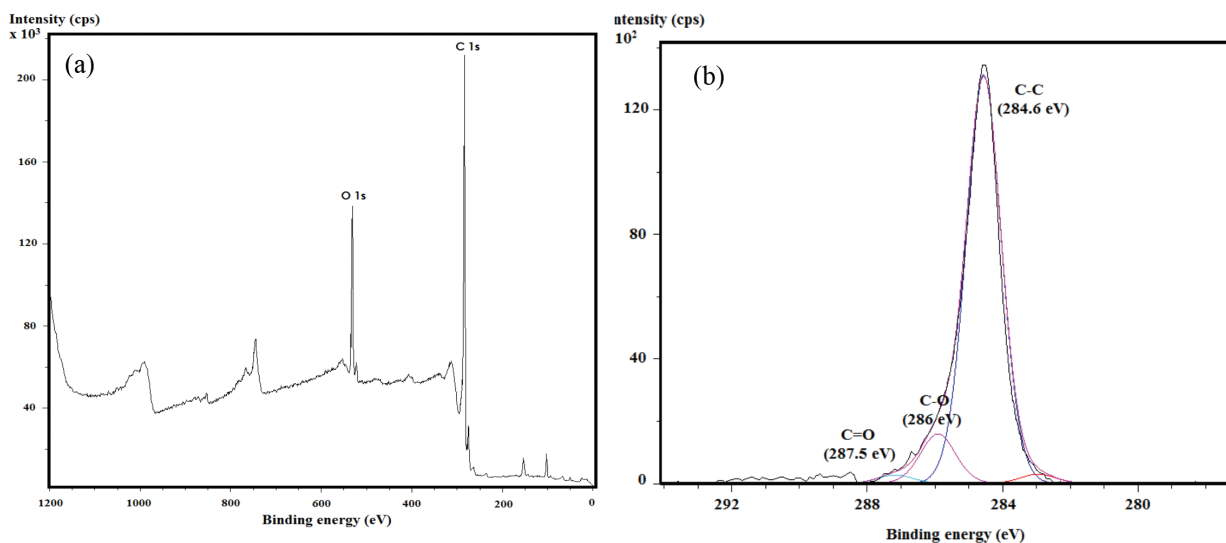 Intensity (cps)
x 10³
(a)
C 1s
200
160
O 1s
120
80
40
1200
1000
800
600
400
200
0
Binding energy (eV)
ntensity (cps)
10²
(b)
C-C
(284.6 eV)
120
80
40
C-O
(286 eV)
C=O
(287.5 eV)
0
292
288
284
280
Binding energy (eV)